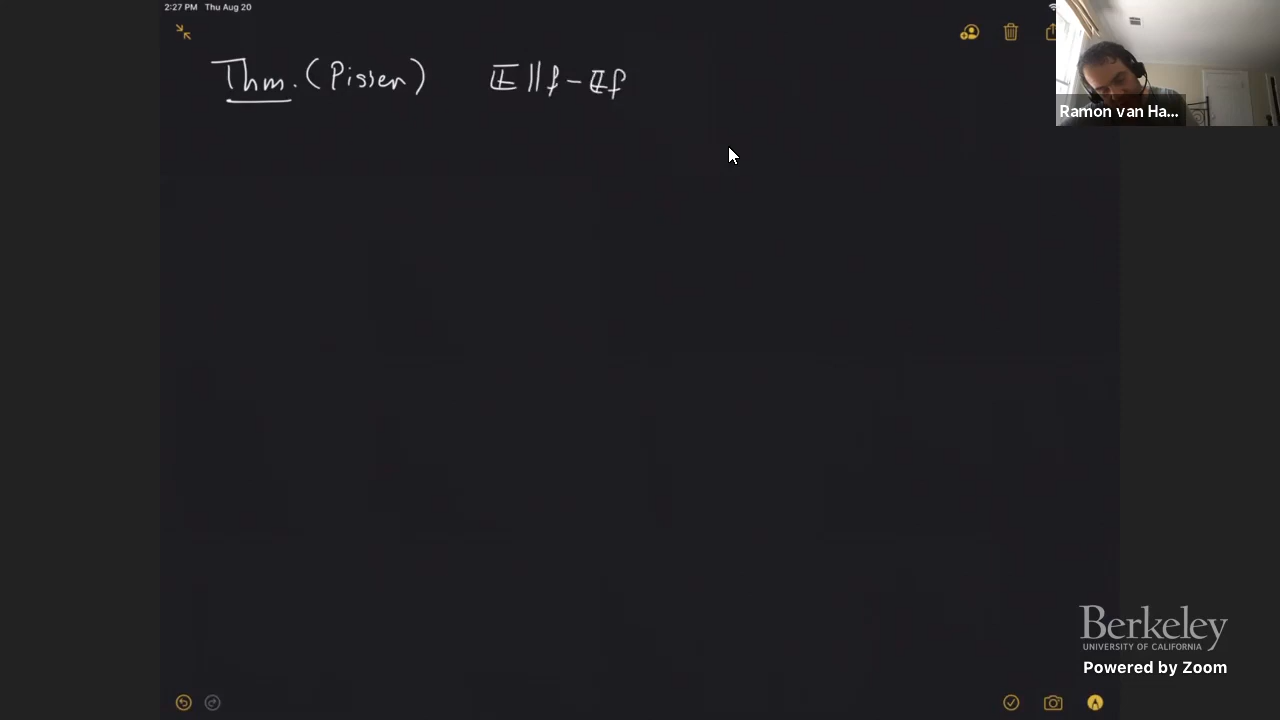 2:27 PM Thu Aug 20
Thm. (Pisier) 𝔼‖f − 𝔼f
Ramon van Ha...
Berkeley
UNIVERSITY OF CALIFORNIA
Powered by Zoom